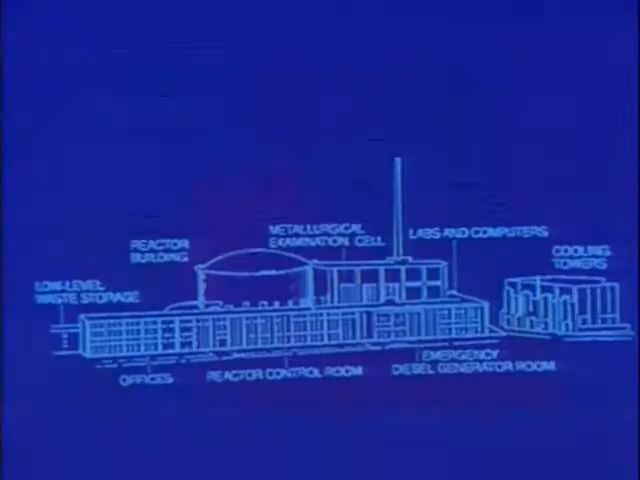 METALLURGICAL
EXAMINATION CELL
LABS AND COMPUTERS
REACTOR
BUILDING
COOLING
TOWERS
LOW-LEVEL
WASTE STORAGE
OFFICES
REACTOR CONTROL ROOM
EMERGENCY
DIESEL GENERATOR ROOM